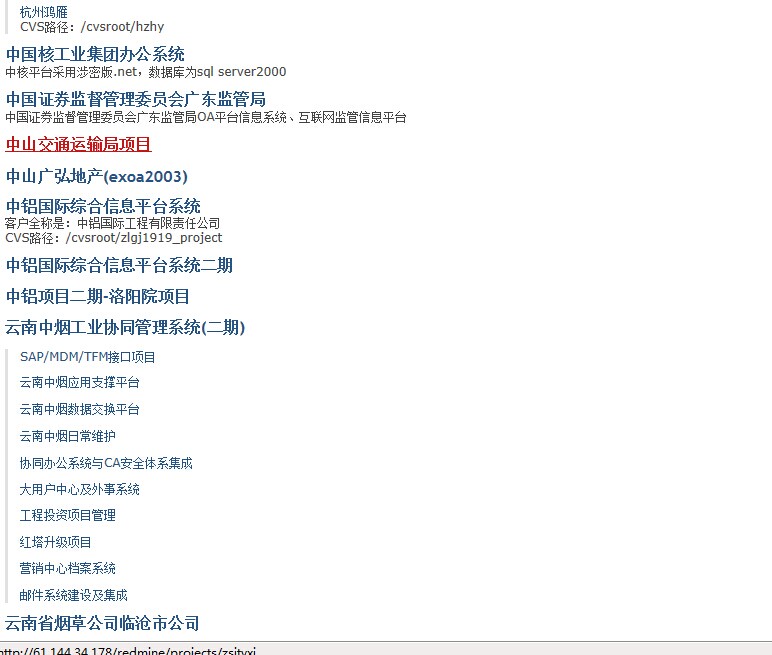 杭州鸿雁
CVS路径：/cvsroot/hzhy
中国核工业集团办公系统
中核平台采用涉密版.net，数据库为sql server2000
中国证券监督管理委员会广东监管局
中国证券监督管理委员会广东监管局OA平台信息系统、互联网监管信息平台
中山交通运输局项目
中山广弘地产(exoa2003)
中铝国际综合信息平台系统
客户全称是：中铝国际工程有限责任公司
CVS路径：/cvsroot/zlgj1919_project
中铝国际综合信息平台系统二期
中铝项目二期-洛阳院项目
云南中烟工业协同管理系统(二期)
SAP/MDM/TFM接口项目
云南中烟应用支撑平台
云南中烟数据交换平台
云南中烟日常维护
协同办公系统与CA安全体系集成
大用户中心及外事系统
工程投资项目管理
红塔升级项目
营销中心档案系统
邮件系统建设及集成
云南省烟草公司临沧市公司
http://61.144.34.178/redmine/projects/zsjtyxj